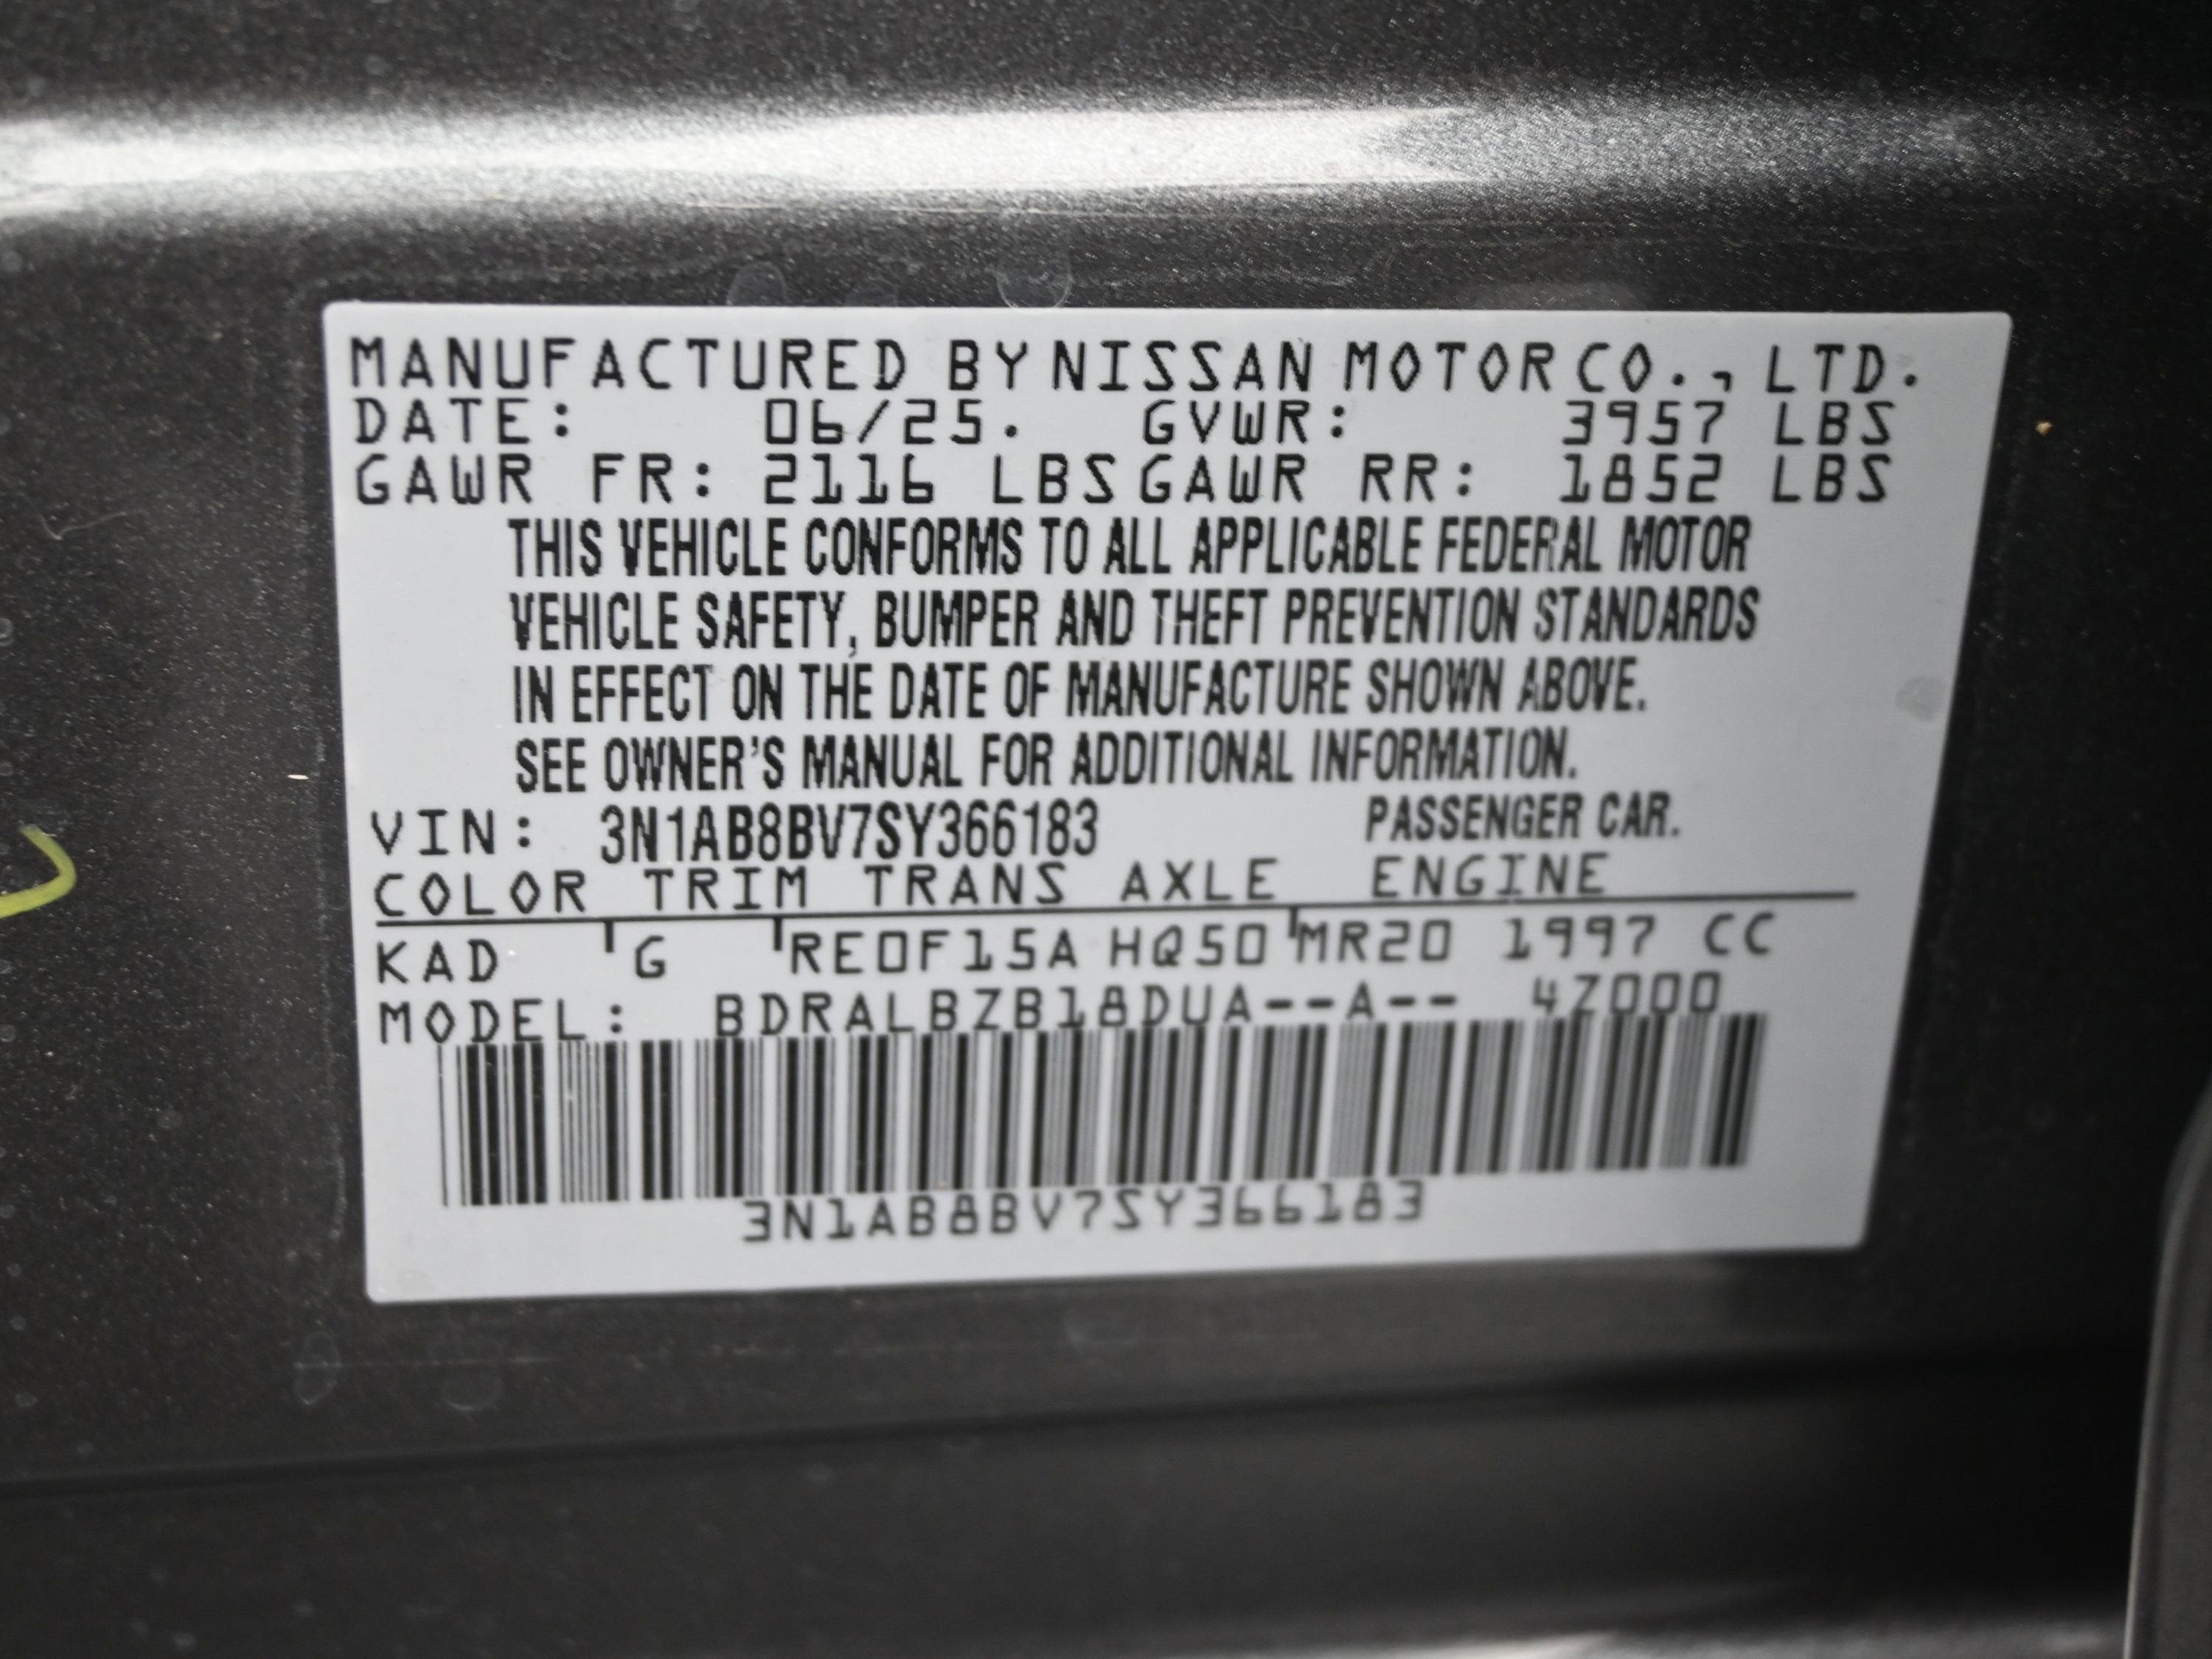 MANUFACTURED BY NISSAN MOTOR CO., LTD.
DATE: 06/25. GVWR: 3957 LBS
GAWR FR: 2116 LBS GAWR RR: 1852 LBS
THIS VEHICLE CONFORMS TO ALL APPLICABLE FEDERAL MOTOR
VEHICLE SAFETY, BUMPER AND THEFT PREVENTION STANDARDS
IN EFFECT ON THE DATE OF MANUFACTURE SHOWN ABOVE.
SEE OWNER'S MANUAL FOR ADDITIONAL INFORMATION.
VIN: 3N1AB8BV7SY366183 PASSENGER CAR.
COLOR TRIM TRANS AXLE ENGINE
KAD G RE0F15A HQ50 MR20 1997 CC
MODEL: BDRALBZB18DUA--A-- 4Z000
3N1AB8BV7SY366183